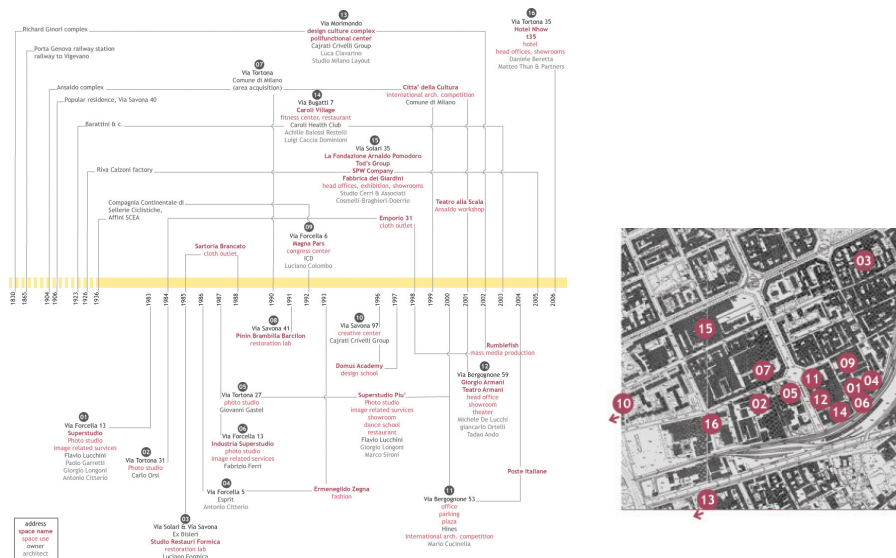 13
Via Morimondo
design culture complex
polifunctional center
Cajrati Crivelli Group
Luca Clavarino
Studio Milano Layout
16
Via Tortona 35
Hotel Nhow
t35
hotel
head offices, showrooms
Daniele Beretta
Matteo Thun & Partners
Richard Ginori complex
Porta Genova railway station
railway to Vigevano
07
Via Tortona
Comune di Milano
(area acquisition)
Ansaldo complex
Popular residence, Via Savona 40
Citta' della Cultura
international arch. competition
Comune di Milano
14
Via Bugatti 7
Caroli Village
fitness center, restaurant
Caroli Health Club
Achille Balossi Restelli
Luigi Caccia Dominioni
Barattini & c.
15
Via Solari 35
La Fondazione Arnaldo Pomodoro
Tod's Group
SPW Company
Fabbrica dei Giardini
head offices, exhibition, showrooms
Studio Cerri & Associati
Cosmelli-Braghieri-Doerrie
Riva Calzoni factory
Compagnia Continentale di
Sellerie Ciclistiche,
Affini SCEA
Teatro alla Scala
Ansaldo workshop
Emporio 31
cloth outlet
09
Via Forcella 6
Magna Pars
congress center
ICD
Luciano Colombo
Sartoria Brancato
cloth outlet
1830
1865
1904
1906
1923
1926
1936
1983
1984
1985
1986
1987
1988
1990
1991
1992
1993
1996
1997
1998
1999
2000
2001
2002
2003
2004
2005
2006
08
Via Savona 41
Pinin Brambilla Barcilon
restoration lab
10
Via Savona 97
creative center
Cajrati Crivelli Group
Rumblefish
mass media production
Domus Academy
design school
12
Via Bergognone 59
Giorgio Armani
Teatro Armani
head office
showroom
theater
Michele De Lucchi
giancarlo Ortelli
Tadao Ando
05
Via Tortona 27
photo studio
Giovanni Gastel
Superstudio Piu'
Photo studio
image related survices
showroom
dance school
restaurant
Flavio Lucchini
Giorgio Longoni
Marco Sironi
01
Via Forcella 13
Superstudio
Photo studio
image related services
Flavio Lucchini
Paolo Garretti
Giorgio Longoni
Antonio Citterio
06
Via Forcella 13
Industria Superstudio
photo studio
image related services
Fabrizio Ferri
02
Via Tortona 31
Photo studio
Carlo Orsi
Poste Italiane
04
Via Forcella 5
Esprit
Antonio Citterio
Ermenegildo Zegna
fashion
11
Via Bergognone 53
office
parking
plaza
Hines
international arch. competition
Mario Cucinella
03
Via Solari & Via Savona
Ex Bisleri
Studio Restauri Formica
restoration lab
Luciano Formica
address
space name
space use
owner
architect
03
15
07
09
11
04
01
05
10
02
12
06
14
16
13